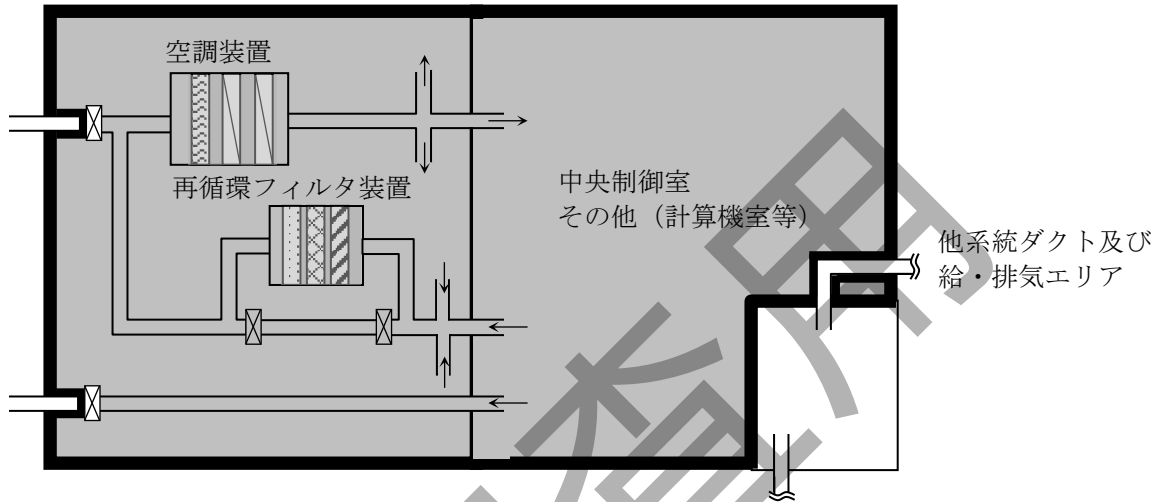 空調装置
再循環フィルタ装置
中央制御室
その他（計算機室等）
他系統ダクト及び
給・排気エリア
査用